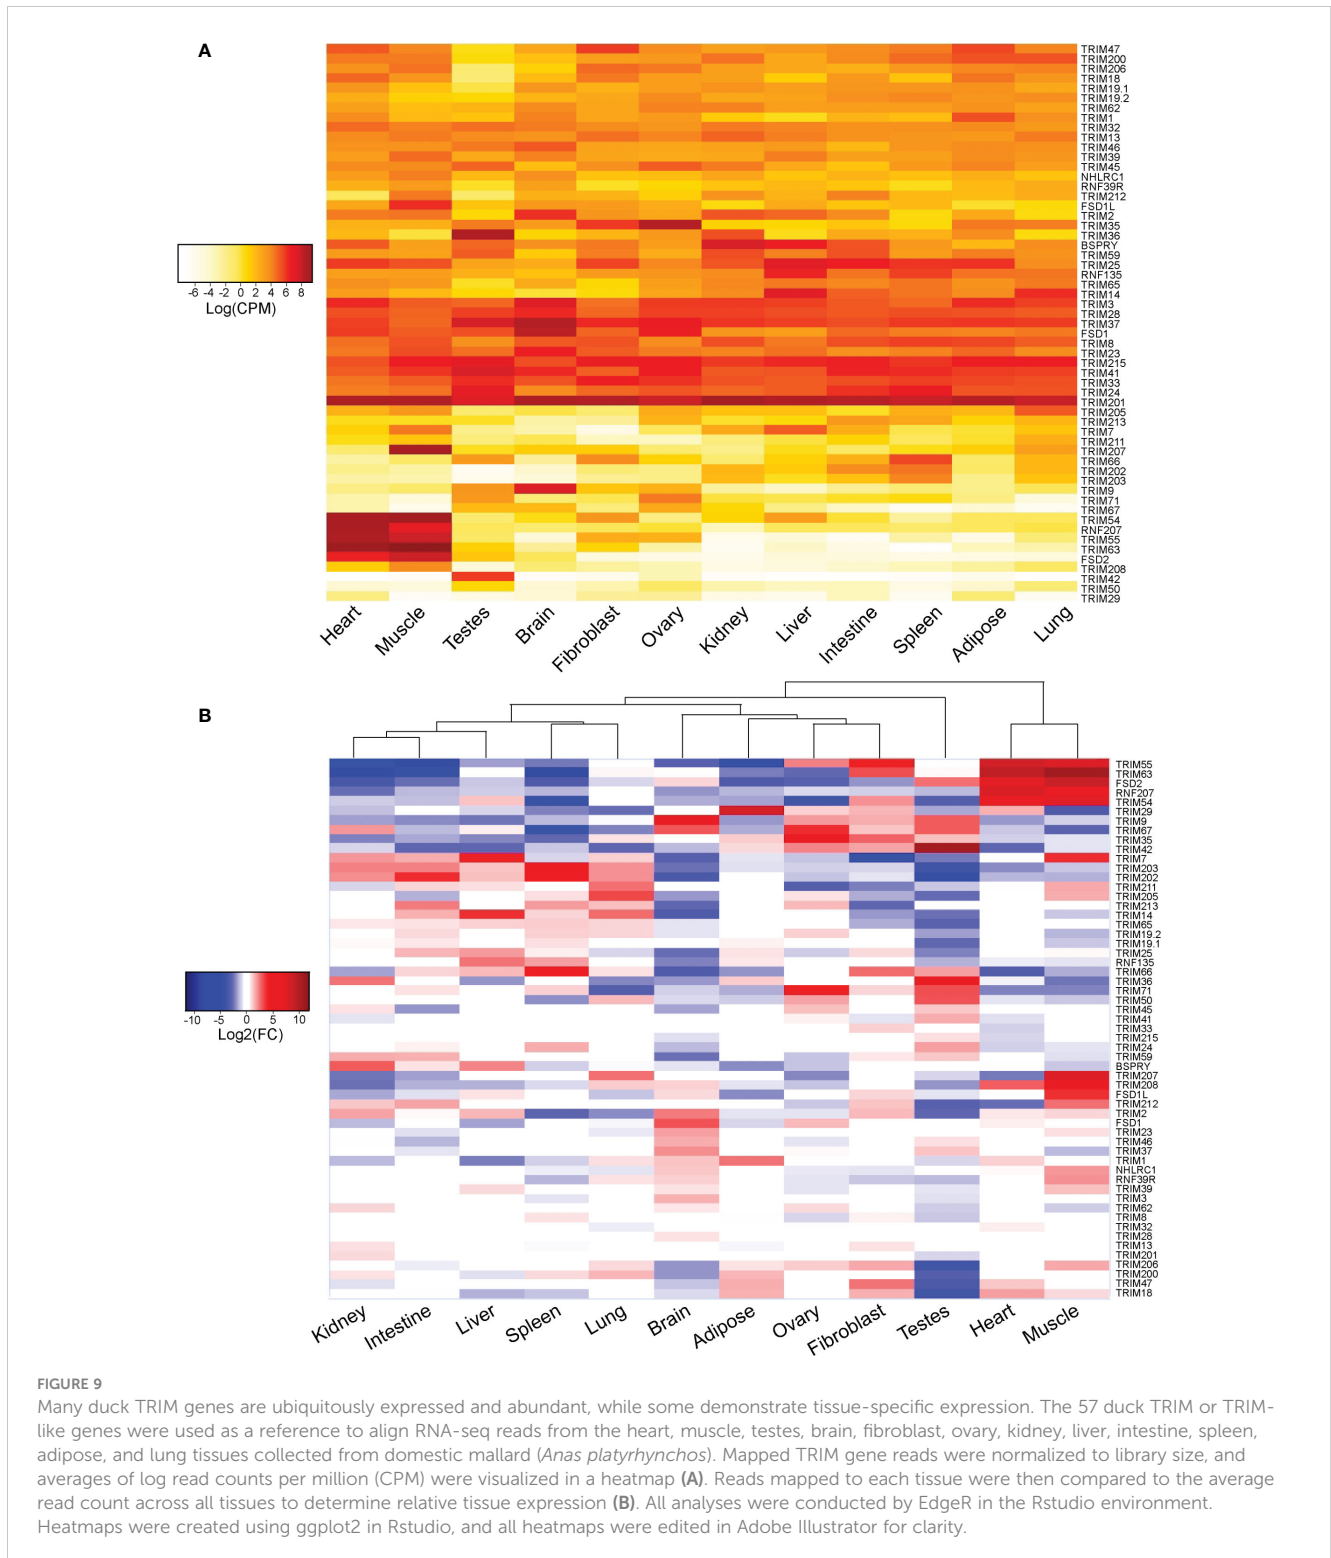 A
TRIM47
TRIM200
TRIM206
TRIM18
TRIM19.1
TRIM19.2
TRIM62
TRIM1
TRIM32
TRIM13
TRIM46
TRIM39
TRIM45
NHLRC1
RNF39R
TRIM212
FSD1L
TRIM2
TRIM35
TRIM36
BSPRY
TRIM59
TRIM25
RNF135
TRIM65
TRIM14
TRIM3
TRIM28
TRIM37
FSD1
TRIM8
TRIM23
TRIM215
TRIM41
TRIM33
TRIM24
TRIM201
TRIM205
TRIM213
TRIM7
TRIM211
TRIM207
TRIM66
TRIM202
TRIM203
TRIM9
TRIM71
TRIM67
TRIM54
RNF207
TRIM55
TRIM63
FSD2
TRIM208
TRIM42
TRIM50
TRIM29
-6 -4 -2 0 2 4 6 8
Log(CPM)
Heart Muscle Testes Brain Fibroblast Ovary Kidney Liver Intestine Spleen Adipose Lung
B
TRIM55
TRIM63
FSD2
RNF207
TRIM54
TRIM29
TRIM9
TRIM67
TRIM35
TRIM42
TRIM7
TRIM203
TRIM202
TRIM211
TRIM205
TRIM213
TRIM14
TRIM65
TRIM19.2
TRIM19.1
TRIM25
RNF135
TRIM66
TRIM36
TRIM71
TRIM50
TRIM45
TRIM41
TRIM33
TRIM215
TRIM24
TRIM59
BSPRY
TRIM207
TRIM208
FSD1L
TRIM212
TRIM2
FSD1
TRIM23
TRIM46
TRIM37
TRIM1
NHLRC1
RNF39R
TRIM39
TRIM3
TRIM62
TRIM8
TRIM32
TRIM28
TRIM13
TRIM201
TRIM206
TRIM200
TRIM47
TRIM18
-10 -5 0 5 10
Log2(FC)
Kidney Intestine Liver Spleen Lung Brain Adipose Ovary Fibroblast Testes Heart Muscle
FIGURE 9
Many duck TRIM genes are ubiquitously expressed and abundant, while some demonstrate tissue-specific expression. The 57 duck TRIM or TRIM-
like genes were used as a reference to align RNA-seq reads from the heart, muscle, testes, brain, fibroblast, ovary, kidney, liver, intestine, spleen,
adipose, and lung tissues collected from domestic mallard (Anas platyrhynchos). Mapped TRIM gene reads were normalized to library size, and
averages of log read counts per million (CPM) were visualized in a heatmap (A). Reads mapped to each tissue were then compared to the average
read count across all tissues to determine relative tissue expression (B). All analyses were conducted by EdgeR in the Rstudio environment.
Heatmaps were created using ggplot2 in Rstudio, and all heatmaps were edited in Adobe Illustrator for clarity.